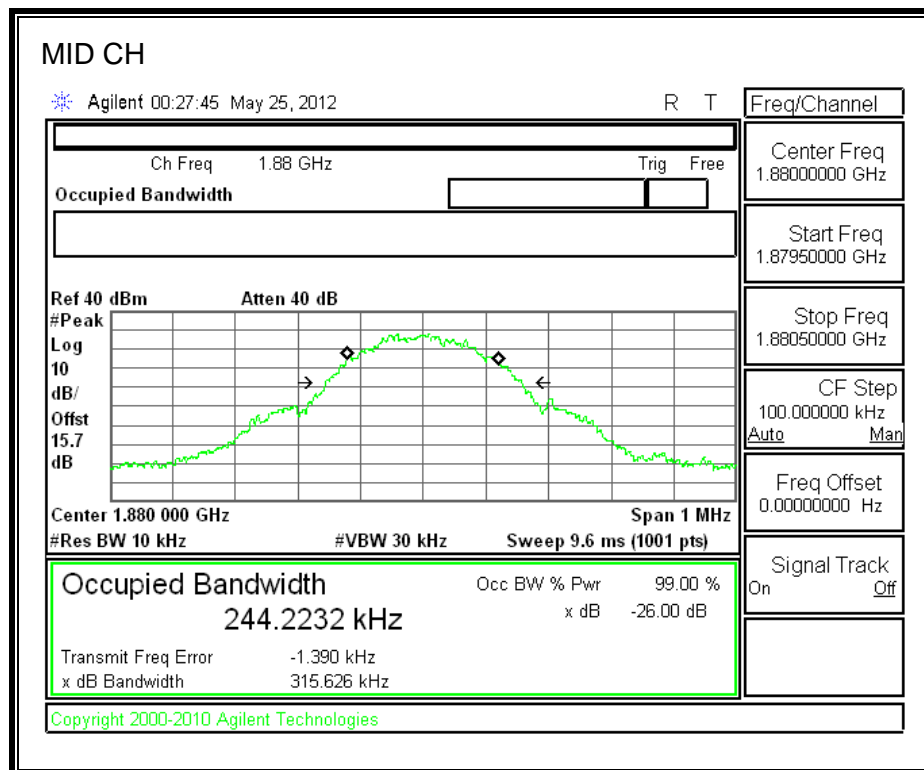 MID CH
Agilent 00:27:45 May 25, 2012 R T
Freq/Channel
Ch Freq 1.88 GHz Trig Free
Occupied Bandwidth
Center Freq
1.88000000 GHz
Start Freq
1.87950000 GHz
Stop Freq
1.88050000 GHz
CF Step
100.000000 kHz
Auto Man
Freq Offset
0.00000000 Hz
Signal Track
On Off
Ref 40 dBm Atten 40 dB
#Peak
Log
10
dB/
Offst
15.7
dB
Center 1.880 000 GHz Span 1 MHz
#Res BW 10 kHz #VBW 30 kHz Sweep 9.6 ms (1001 pts)
Occupied Bandwidth
244.2232 kHz
Occ BW % Pwr 99.00 %
x dB -26.00 dB
Transmit Freq Error -1.390 kHz
x dB Bandwidth 315.626 kHz
Copyright 2000-2010 Agilent Technologies